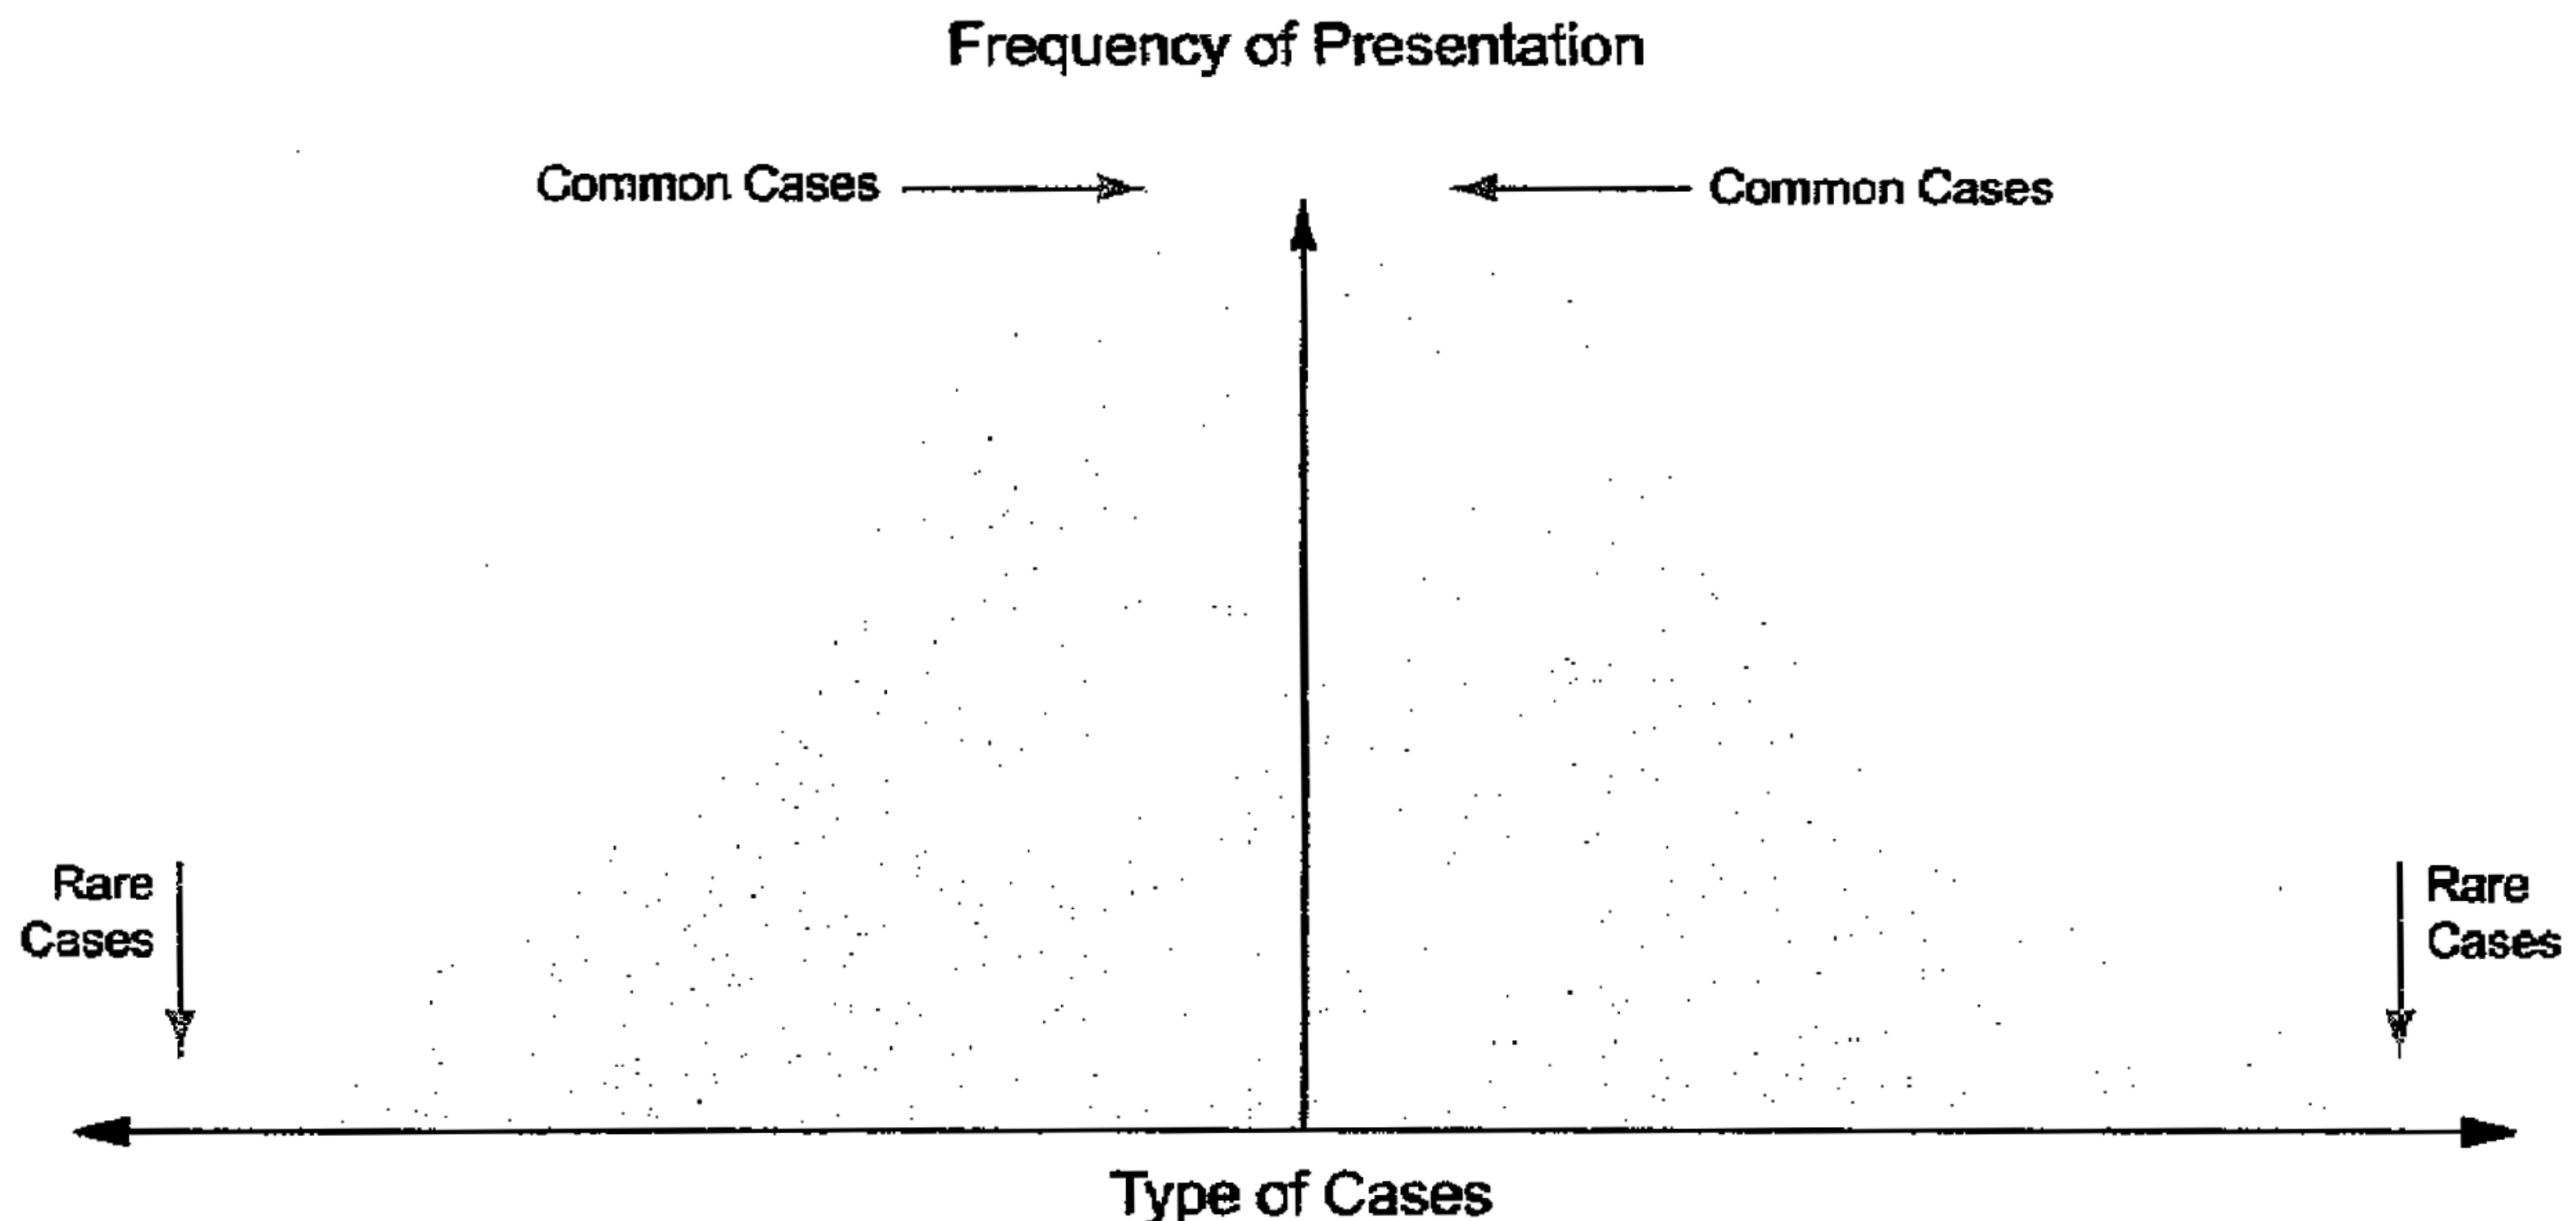 Frequency of Presentation
Common Cases
Common Cases
Rare
Cases
Rare
Cases
Type of Cases